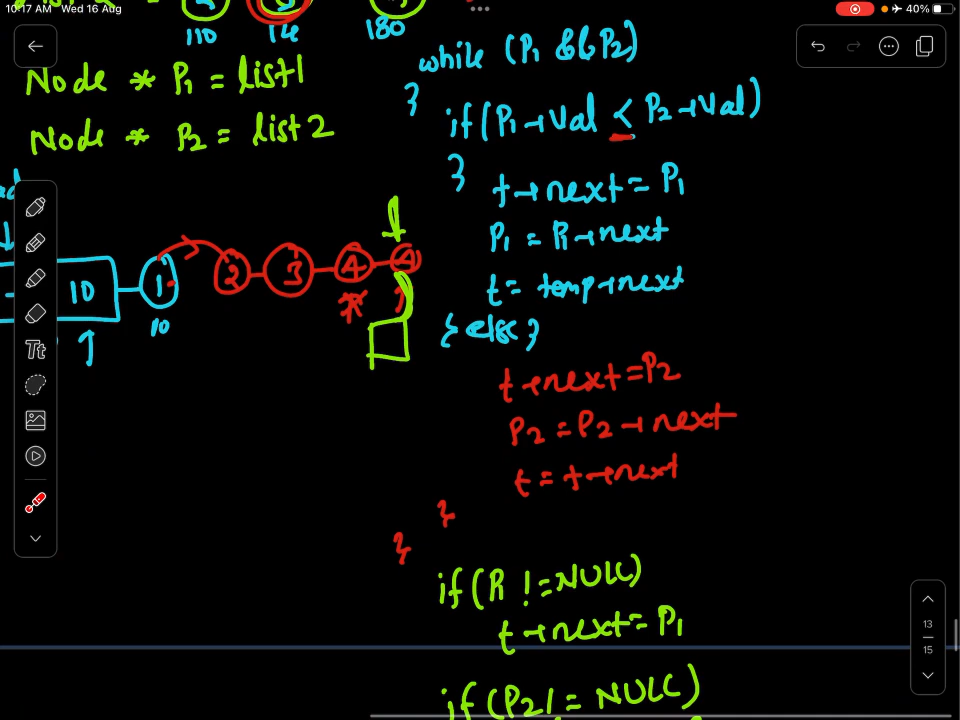 10:17 AM Wed 16 Aug
40%
110 14 180
Node * P1 = list1
Node * P2 = list2
10 1 2 3 4 4
10
while (P1 && P2)
{
if (P1→Val < P2→Val)
{
t→next = P1
P1 = P1→next
t = temp→next
} else {
t→next = P2
P2 = P2→next
t = t→next
}
}
if (P1 != NULL)
t→next = P1
if (P2 != NULL)
Tt
13
15